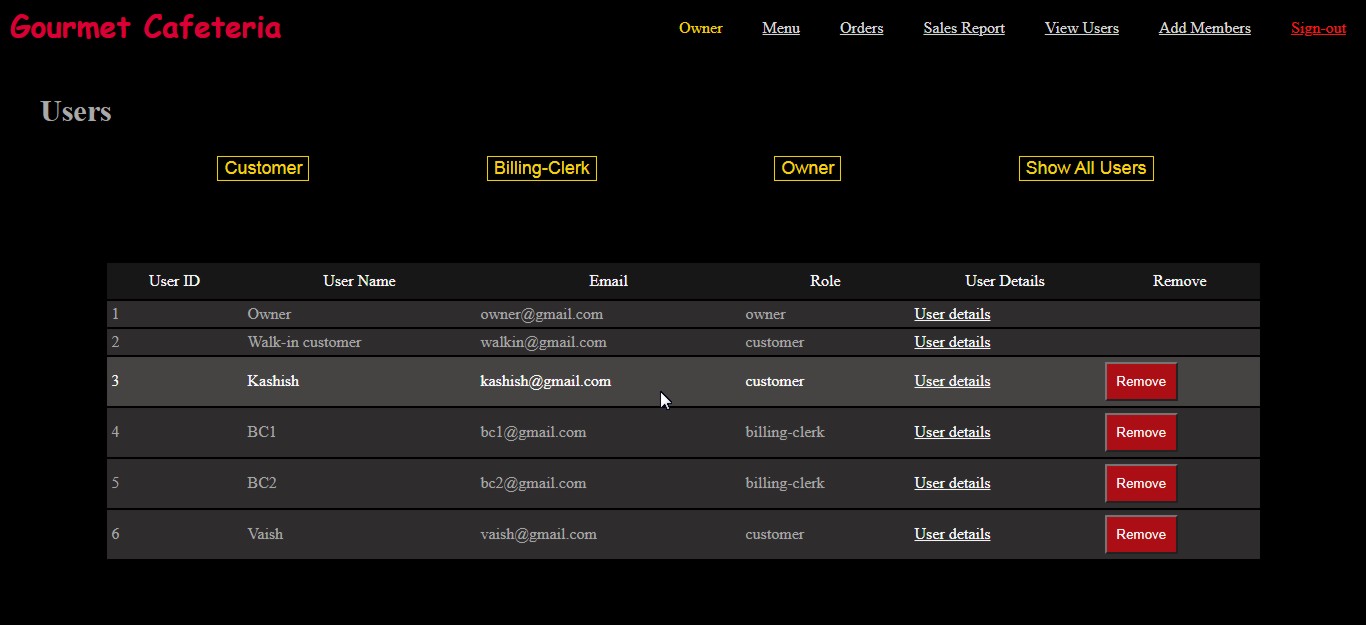 Gourmet Cafeteria Owner Menu Orders Sales Report View Users Add Members Sign-out
Users
Customer Billing-Clerk Owner Show All Users
User ID User Name Email Role User Details Remove
1 Owner owner@gmail.com owner User details
2 Walk-in customer walkin@gmail.com customer User details
3 Kashish kashish@gmail.com customer User details Remove
4 BC1 bc1@gmail.com billing-clerk User details Remove
5 BC2 bc2@gmail.com billing-clerk User details Remove
6 Vaish vaish@gmail.com customer User details Remove